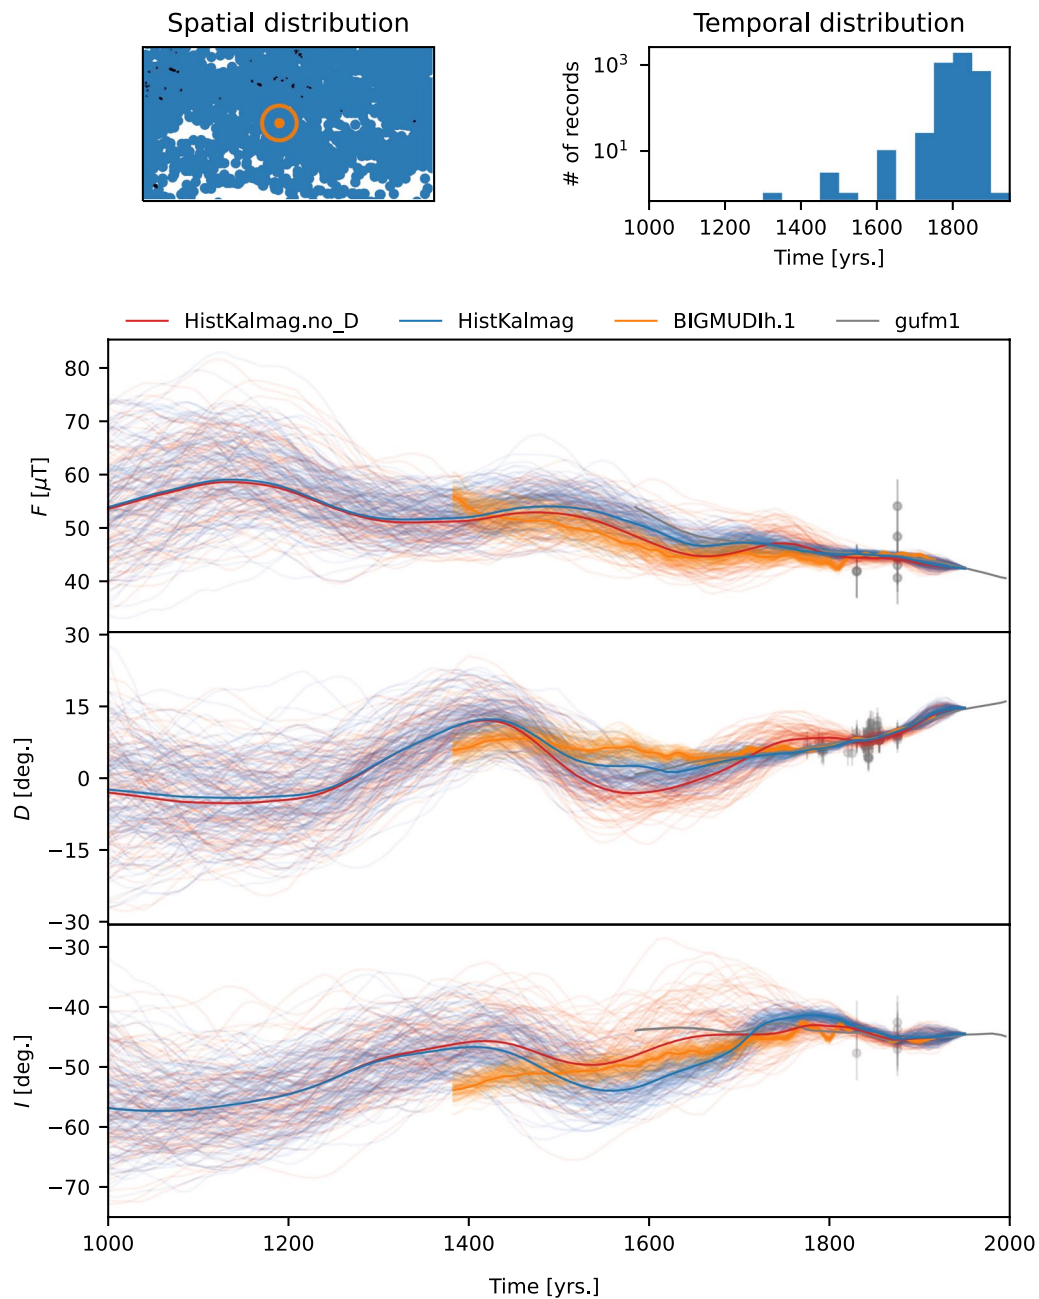 Spatial distribution
Temporal distribution
10³
10¹
# of records
1000 1200 1400 1600 1800
Time [yrs.]
HistKalmag.no_D HistKalmag BIGMUDIh.1 gufm1
80
70
60
50
40
F [μT]
30
15
0
−15
−30
D [deg.]
−30
−40
−50
−60
−70
I [deg.]
1000 1200 1400 1600 1800 2000
Time [yrs.]